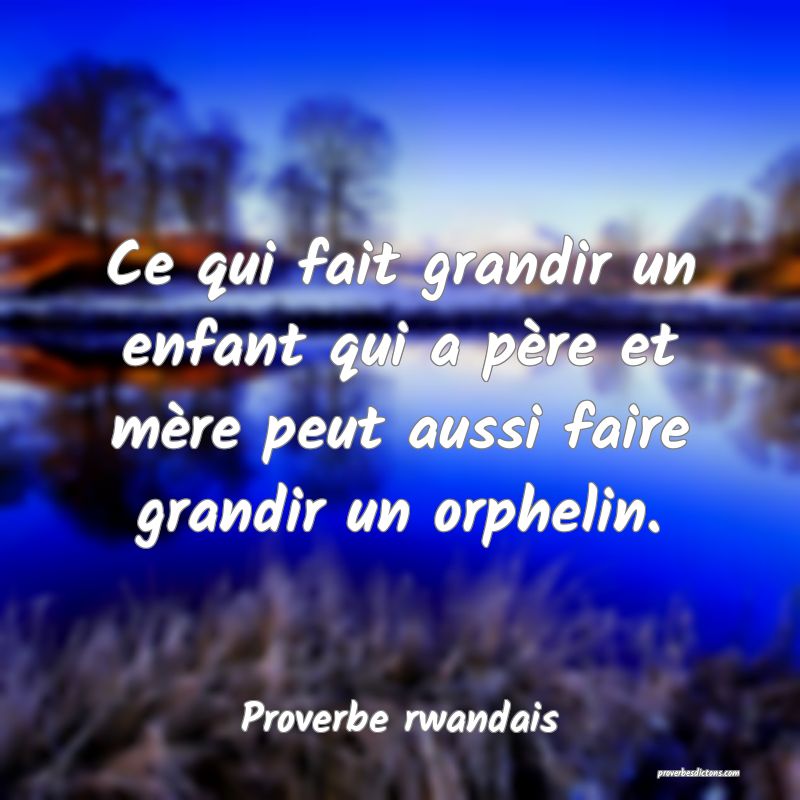 Ce qui fait grandir un
enfant qui a père et
mère peut aussi faire
grandir un orphelin.
Proverbe rwandais
proverbesdictons.com